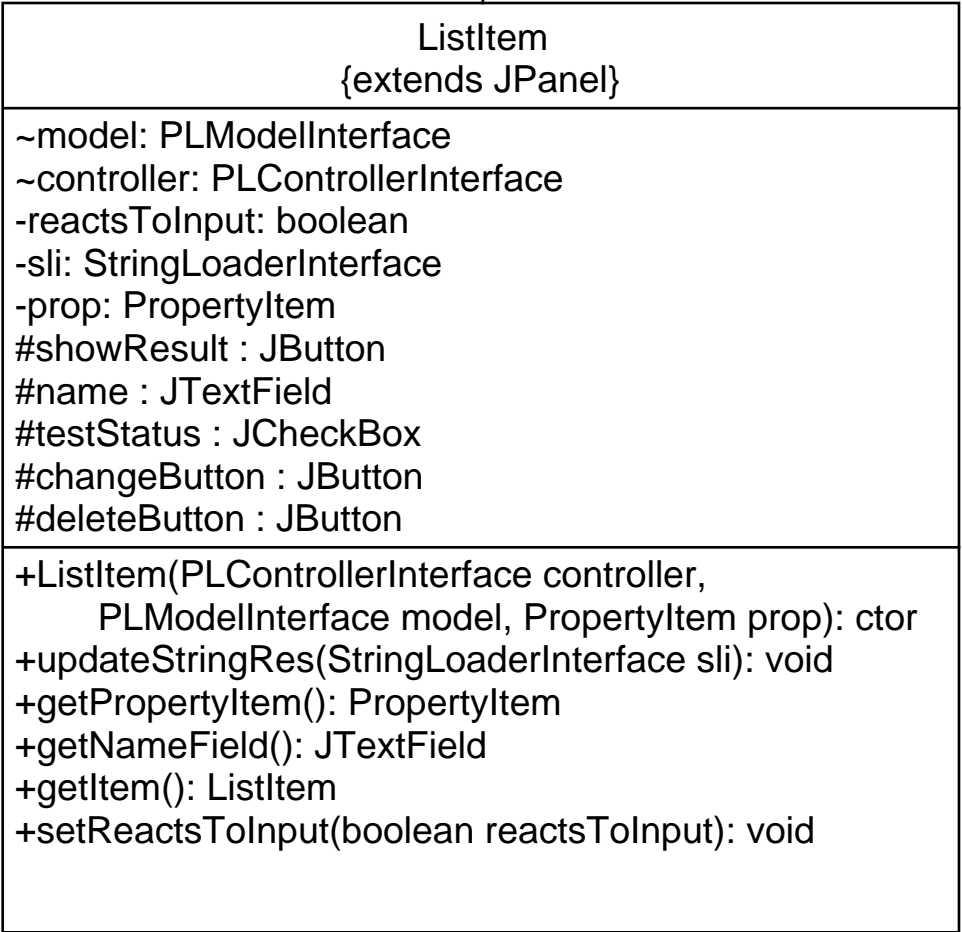 ListItem
{extends JPanel}
~model: PLModelInterface
~controller: PLControllerInterface
-reactsToInput: boolean
-sli: StringLoaderInterface
-prop: PropertyItem
#showResult : JButton
#name : JTextField
#testStatus : JCheckBox
#changeButton : JButton
#deleteButton : JButton
+ListItem(PLControllerInterface controller,
PLModelInterface model, PropertyItem prop): ctor
+updateStringRes(StringLoaderInterface sli): void
+getPropertyItem(): PropertyItem
+getNameField(): JTextField
+getItem(): ListItem
+setReactsToInput(boolean reactsToInput): void